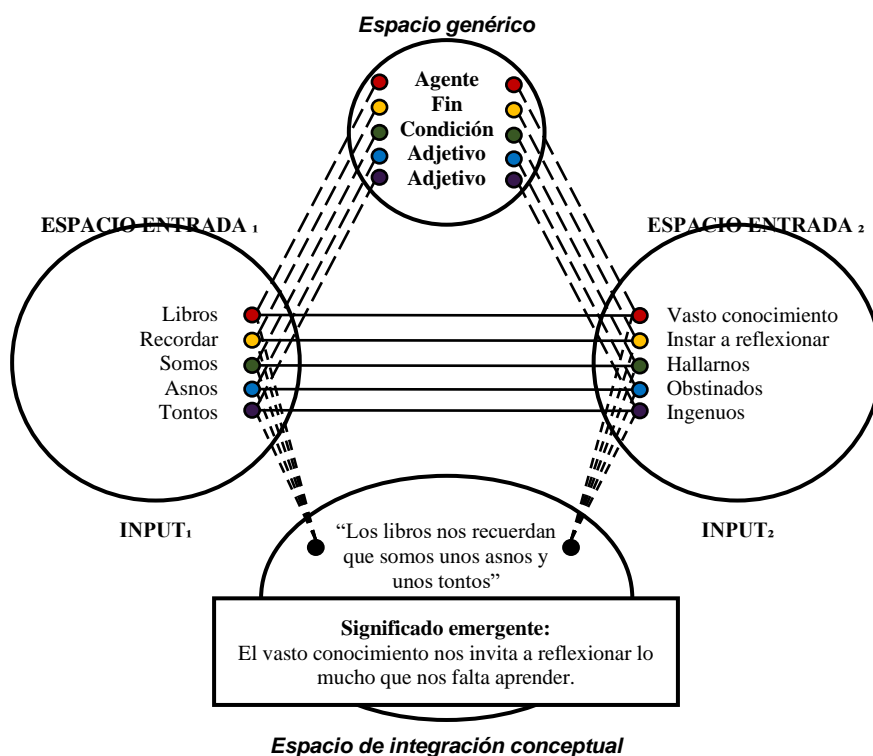 Espacio genérico
Agente
Fin
Condición
Adjetivo
Adjetivo
ESPACIO ENTRADA ₁
ESPACIO ENTRADA ₂
Libros
Recordar
Somos
Asnos
Tontos
Vasto conocimiento
Instar a reflexionar
Hallarnos
Obstinados
Ingenuos
INPUT₁
INPUT₂
“Los libros nos recuerdan
que somos unos asnos y
unos tontos”
Significado emergente:
El vasto conocimiento nos invita a reflexionar lo
mucho que nos falta aprender.
Espacio de integración conceptual